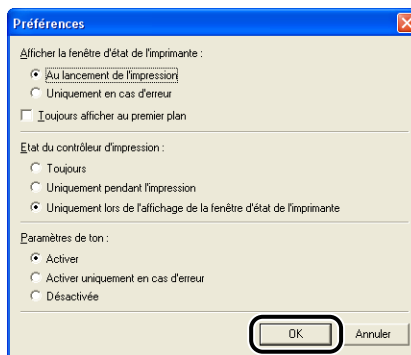 Préférences
Afficher la fenêtre d'état de l'imprimante :
Au lancement de l'impression
Uniquement en cas d'erreur
Toujours afficher au premier plan
Etat du contrôleur d'impression :
Toujours
Uniquement pendant l'impression
Uniquement lors de l'affichage de la fenêtre d'état de l'imprimante
Paramètres de ton :
Activer
Activer uniquement en cas d'erreur
Désactivée
OK Annuler